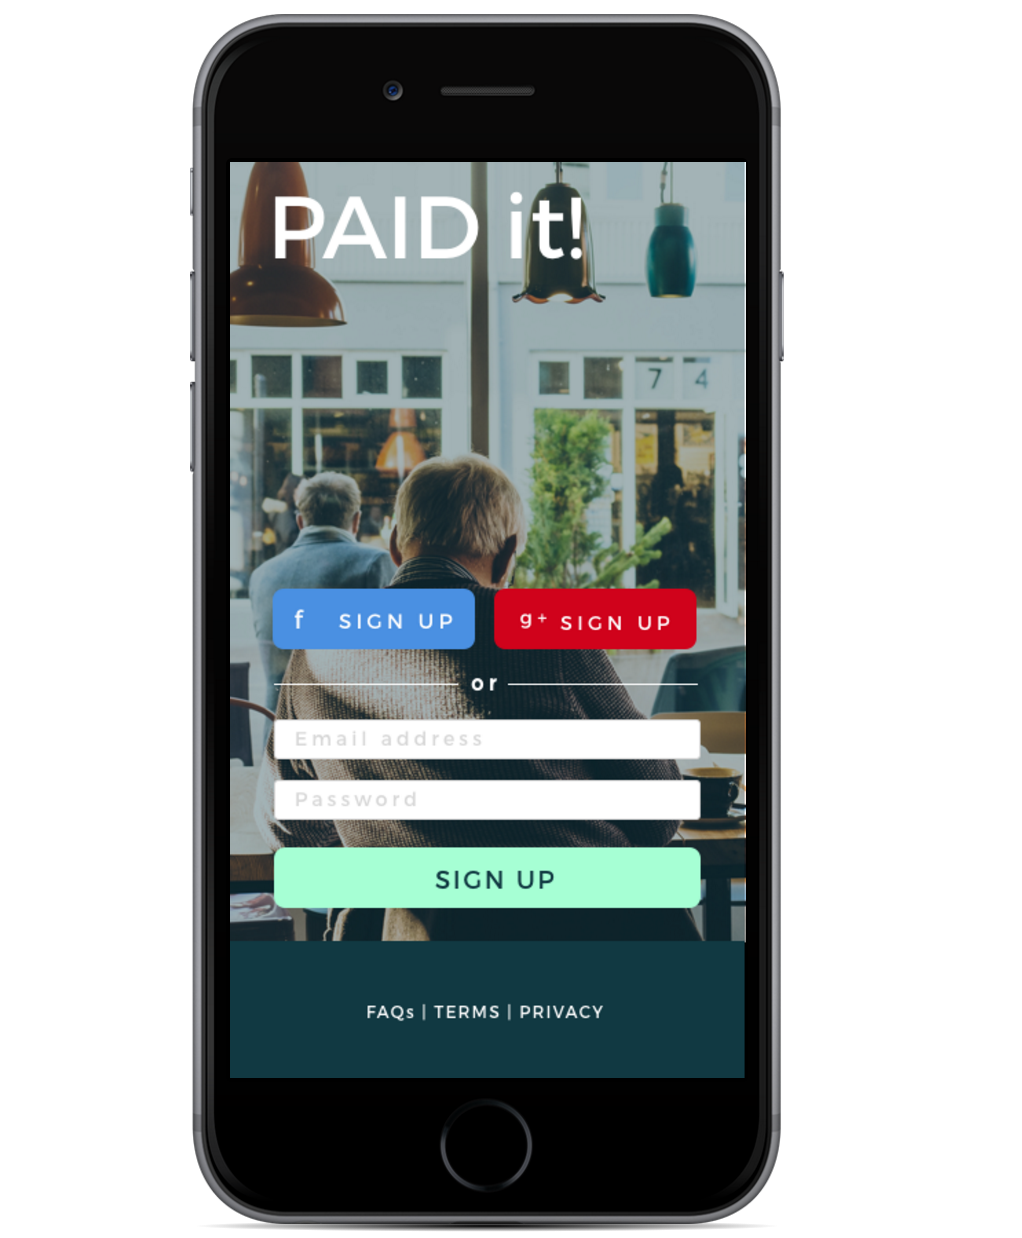 PAID it!
7 4
f SIGN UP
g+ SIGN UP
or
Email address
Password
SIGN UP
FAQs | TERMS | PRIVACY